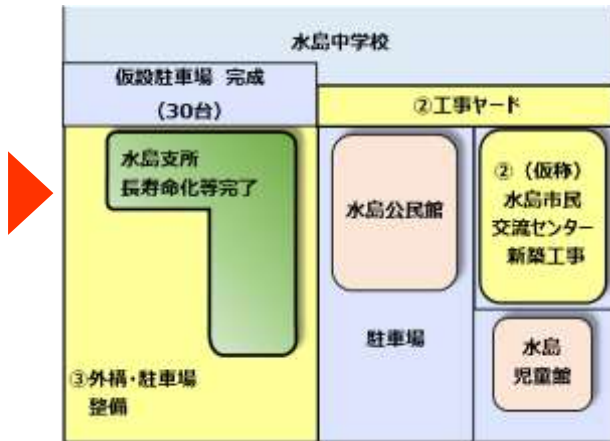 水島中学校
仮設駐車場 完成
（30台）
②工事ヤード
水島支所
長寿命化等完了
水島公民館
②（仮称）
水島市民
交流センター
新築工事
駐車場
水島
児童館
③外構・駐車場
整備